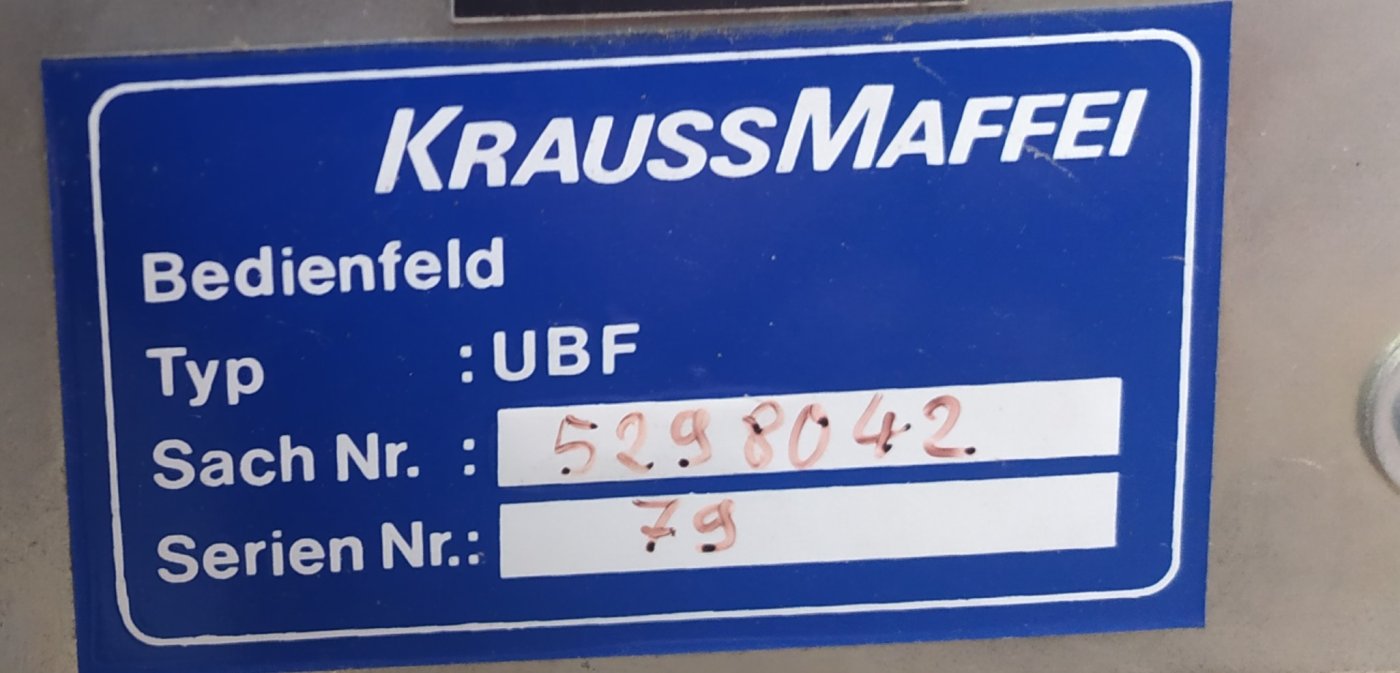 KRAUSSMAFFEI
Bedienfeld
Typ : UBF
Sach Nr. : 5298042
Serien Nr.: 79